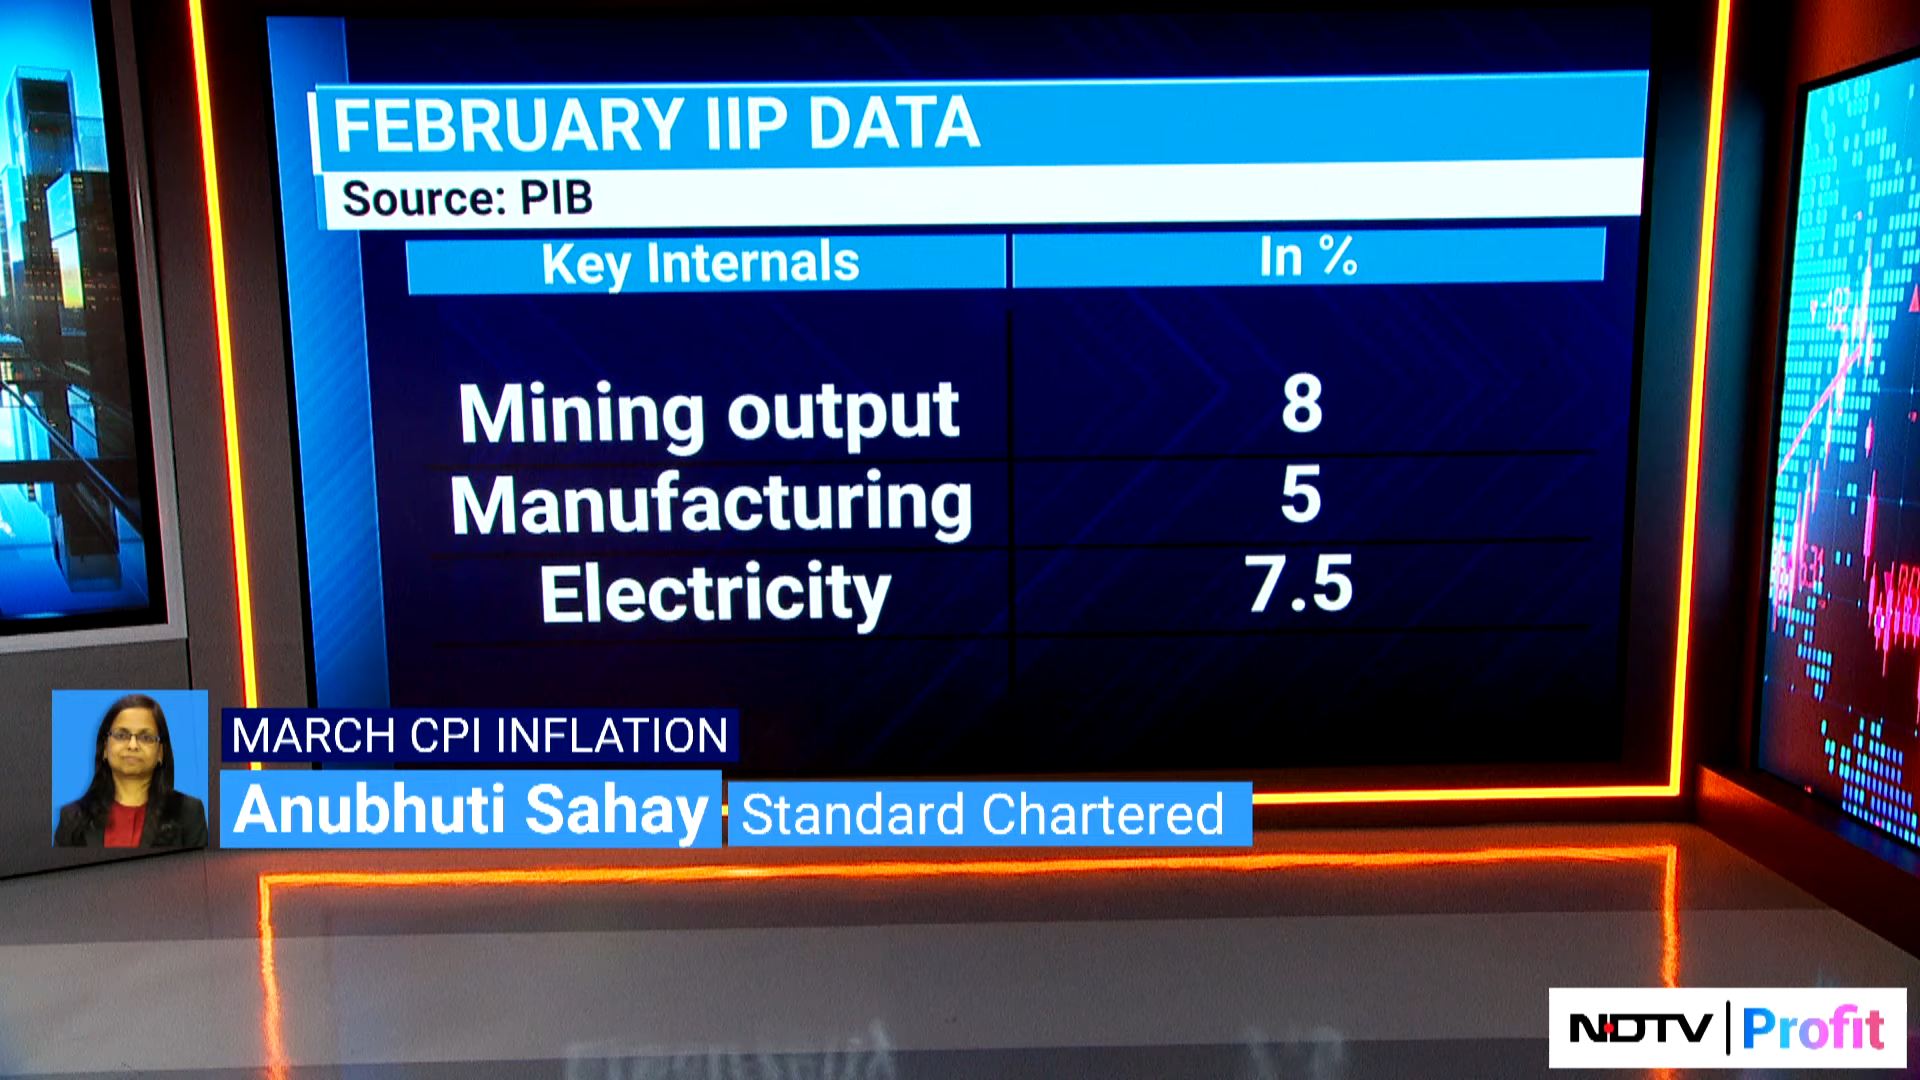 FEBRUARY IIP DATA
Source: PIB
Key Internals In %
Mining output 8
Manufacturing 5
Electricity 7.5
MARCH CPI INFLATION
Anubhuti Sahay Standard Chartered
NDTV Profit